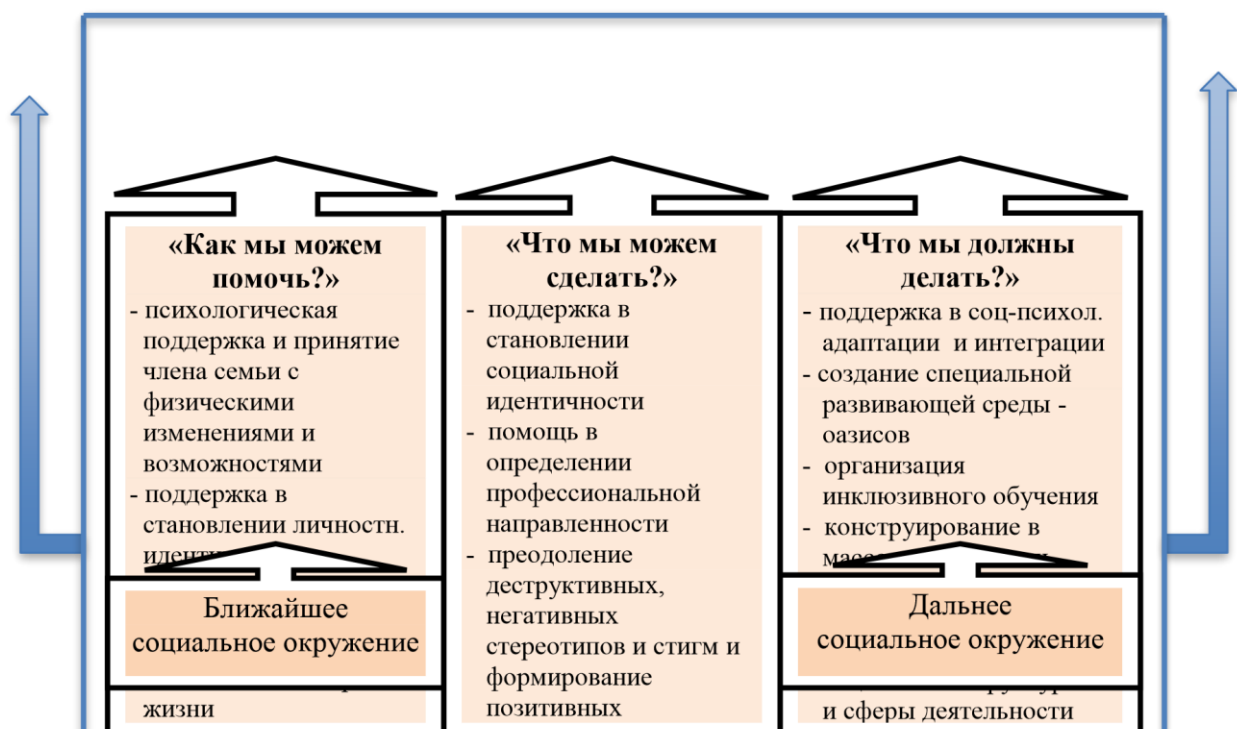 «Как мы можем
помочь?»
- психологическая
поддержка и принятие
члена семьи с
физическими
изменениями и
возможностями
- поддержка в
становлении личностн.
Ближайшее
социальное окружение
жизни
«Что мы можем
сделать?»
- поддержка в
становлении
социальной
идентичности
- помощь в
определении
профессиональной
направленности
- преодоление
деструктивных,
негативных
стереотипов и стигм и
формирование
позитивных
«Что мы должны
делать?»
- поддержка в соц-психол.
адаптации и интеграции
- создание специальной
развивающей среды -
оазисов
- организация
инклюзивного обучения
- конструирование в
Дальнее
социальное окружение
и сферы деятельности